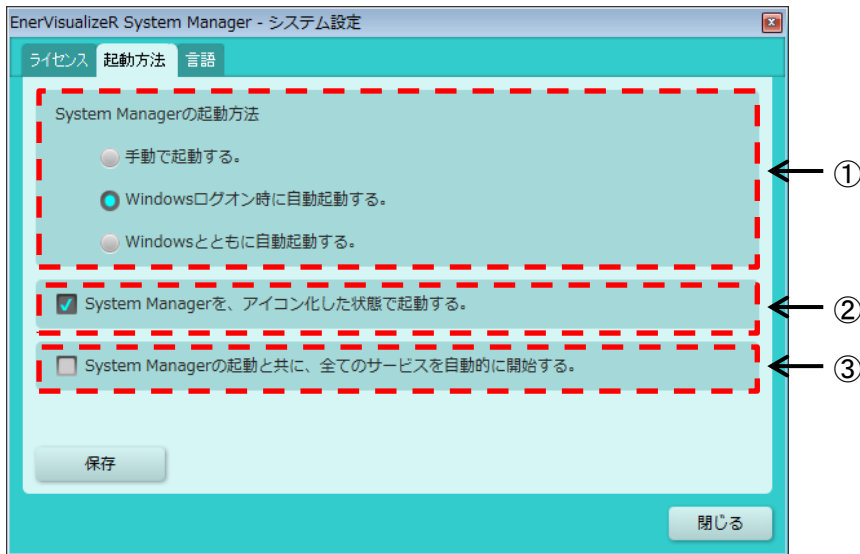 EnerVisualizeR System Manager - システム設定
ライセンス 起動方法 言語
System Managerの起動方法
手動で起動する。
Windowsログオン時に自動起動する。
Windowsとともに自動起動する。
①
System Managerを、アイコン化した状態で起動する。
②
System Managerの起動と共に、全てのサービスを自動的に開始する。
③
保存
閉じる